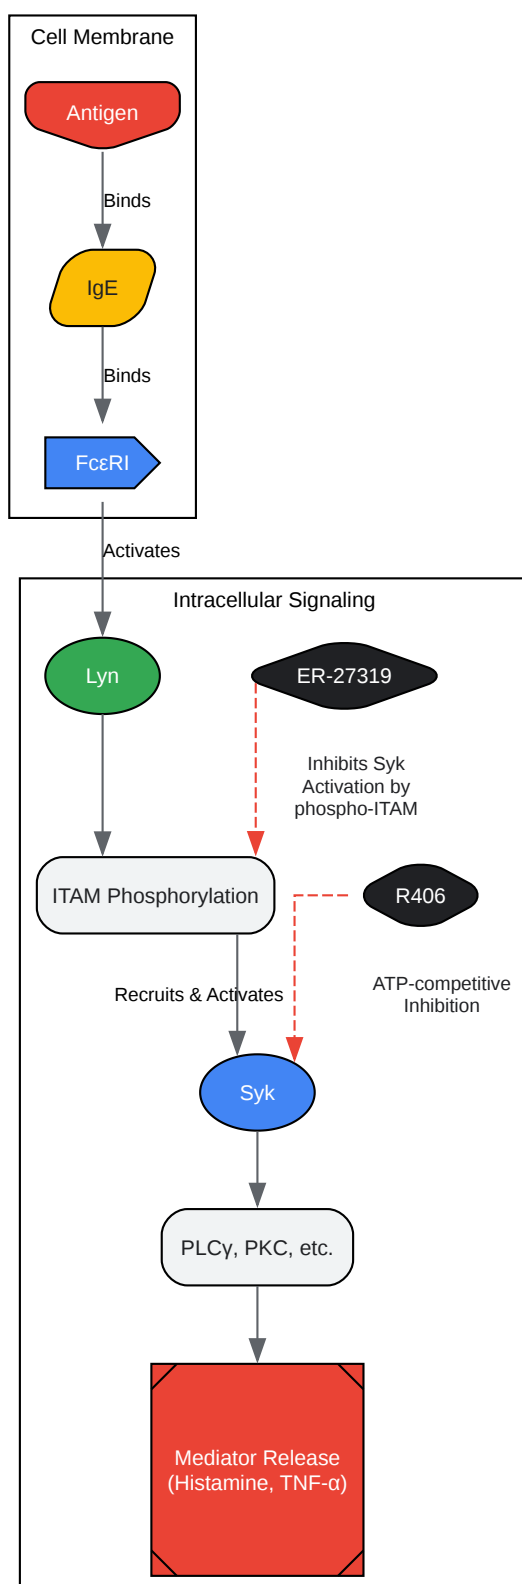 Cell Membrane
Antigen
Binds
IgE
Binds
FcεRI
Activates
Intracellular Signaling
Lyn
ER-27319
Inhibits Syk
Activation by
phospho-ITAM
ITAM Phosphorylation
R406
Recruits & Activates
ATP-competitive
Inhibition
Syk
PLCγ, PKC, etc.
Mediator Release
(Histamine, TNF-α)